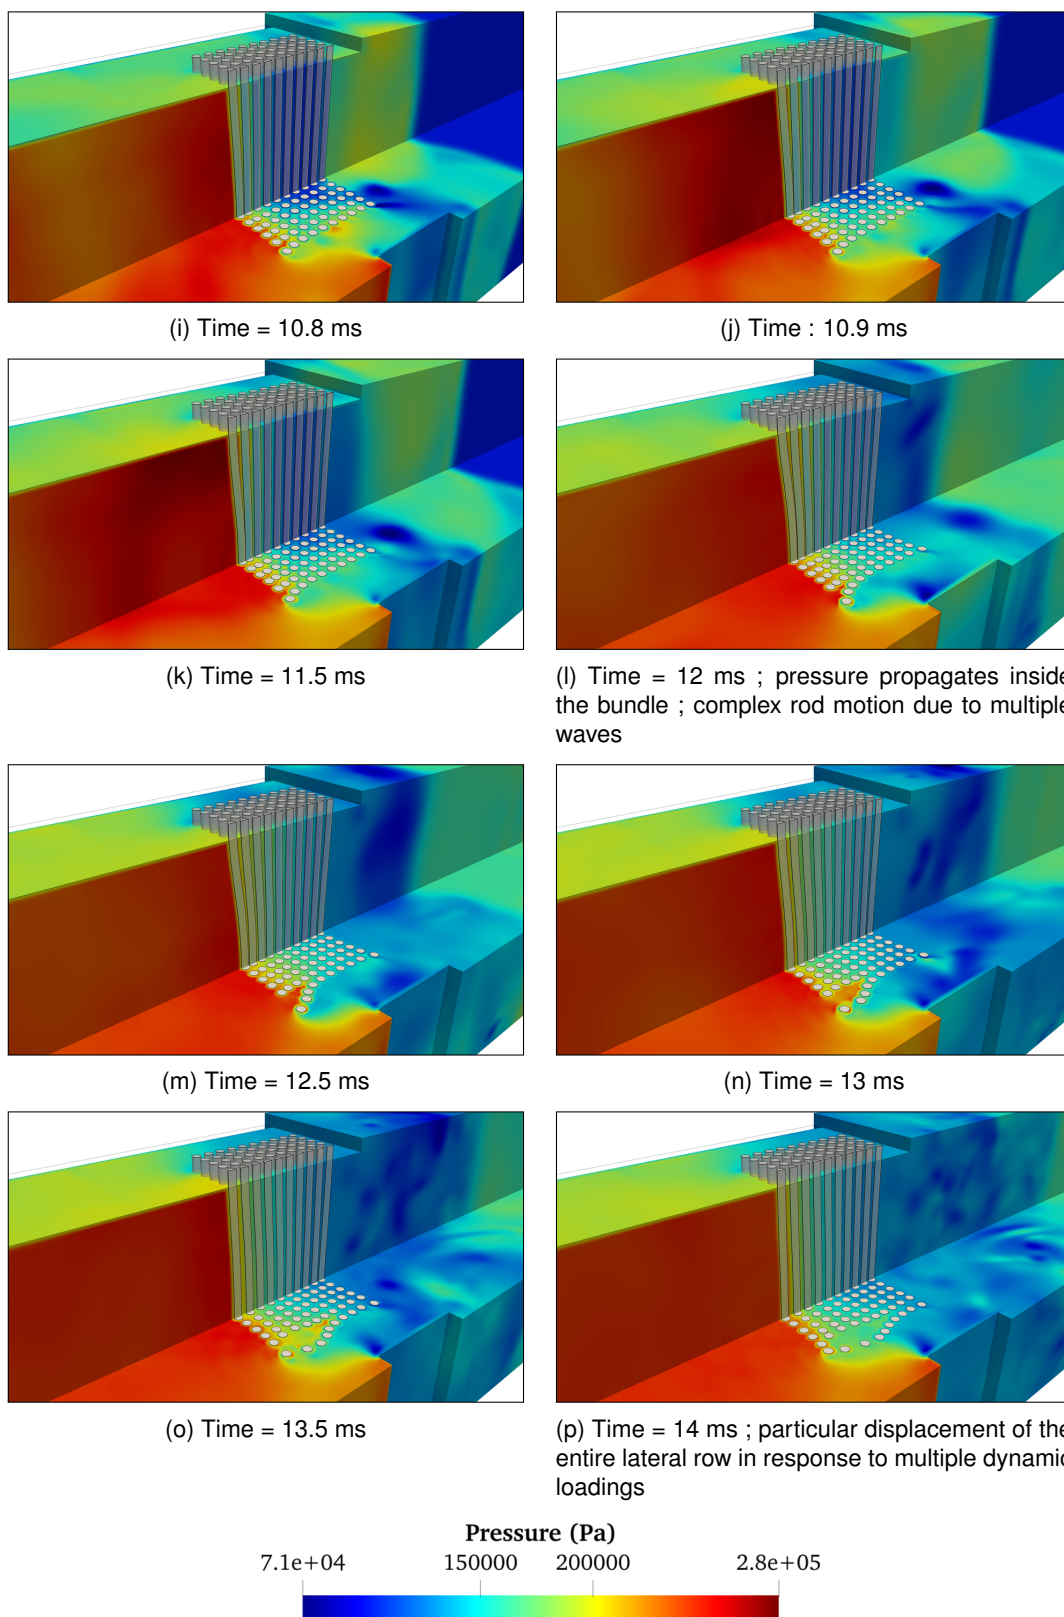 (i) Time = 10.8 ms
(j) Time : 10.9 ms
(k) Time = 11.5 ms
(l) Time = 12 ms ; pressure propagates inside
the bundle ; complex rod motion due to multiple
waves
(m) Time = 12.5 ms
(n) Time = 13 ms
(o) Time = 13.5 ms
(p) Time = 14 ms ; particular displacement of the
entire lateral row in response to multiple dynamic
loadings
Pressure (Pa)
7.1e+04 150000 200000 2.8e+05